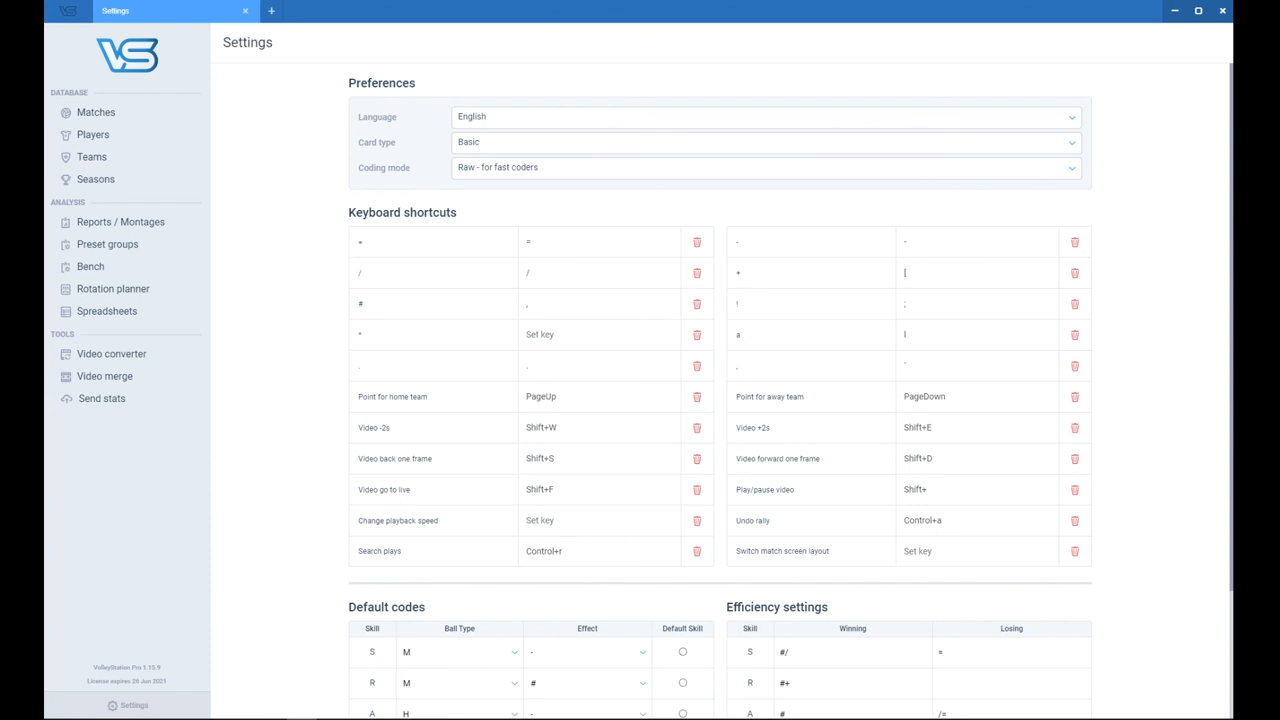 Settings
Settings
DATABASE
Matches
Players
Teams
Seasons
ANALYSIS
Reports / Montages
Preset groups
Bench
Rotation planner
Spreadsheets
TOOLS
Video converter
Video merge
Send stats
VolleyStation Pro 1.15.9
License expires 26 Jun 2021
Settings
Preferences
Language English
Card type Basic
Coding mode Raw - for fast coders
Keyboard shortcuts
= = - -
/ / + [
# , ! ;
* Set key a l
. .
Point for home team PageUp Point for away team PageDown
Video -2s Shift+W Video +2s Shift+E
Video back one frame Shift+S Video forward one frame Shift+D
Video go to live Shift+F Play/pause video Shift+
Change playback speed Set key Undo rally Control+a
Search plays Control+r Switch match screen layout Set key
Default codes Efficiency settings
Skill Ball Type Effect Default Skill Skill Winning Losing
S M - S #/ =
R M # R #+
A H - A # /=